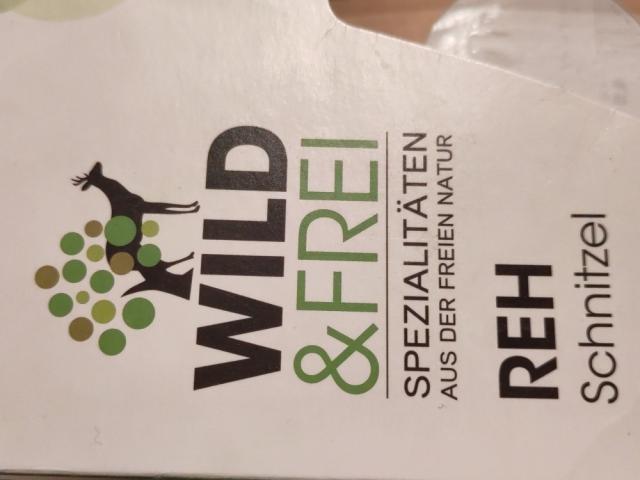 WILD
&FREI
SPEZIALITÄTEN
AUS DER FREIEN NATUR
REH
Schnitzel